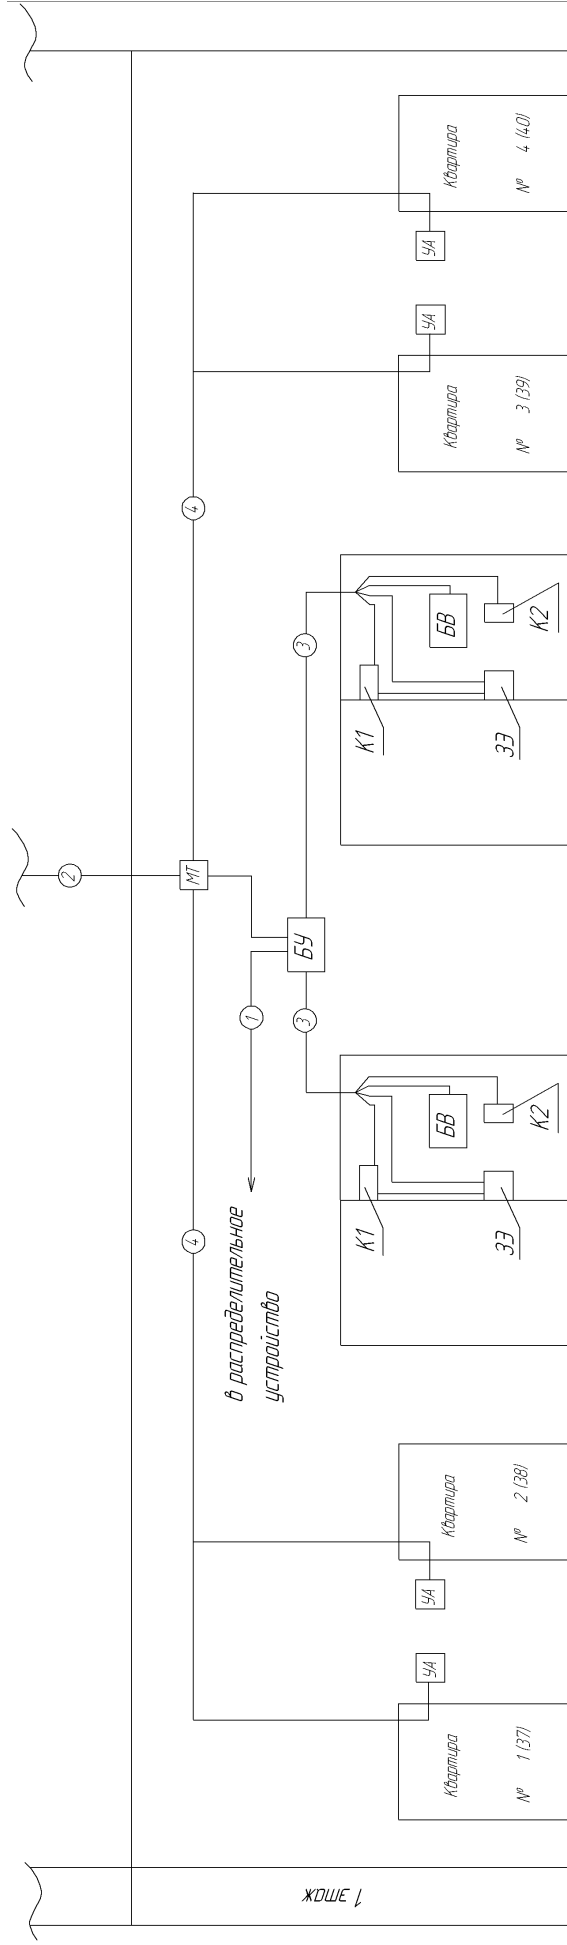 2
4
МТ
4
1
в распределительное
устройство
3
БУ
3
1 этаж
Квартира
№ 1 (37)
УА
УА
Квартира
№ 2 (38)
К1
ЗЭ
БВ
К2
К1
ЗЭ
БВ
К2
Квартира
№ 3 (39)
УА
УА
Квартира
№ 4 (40)